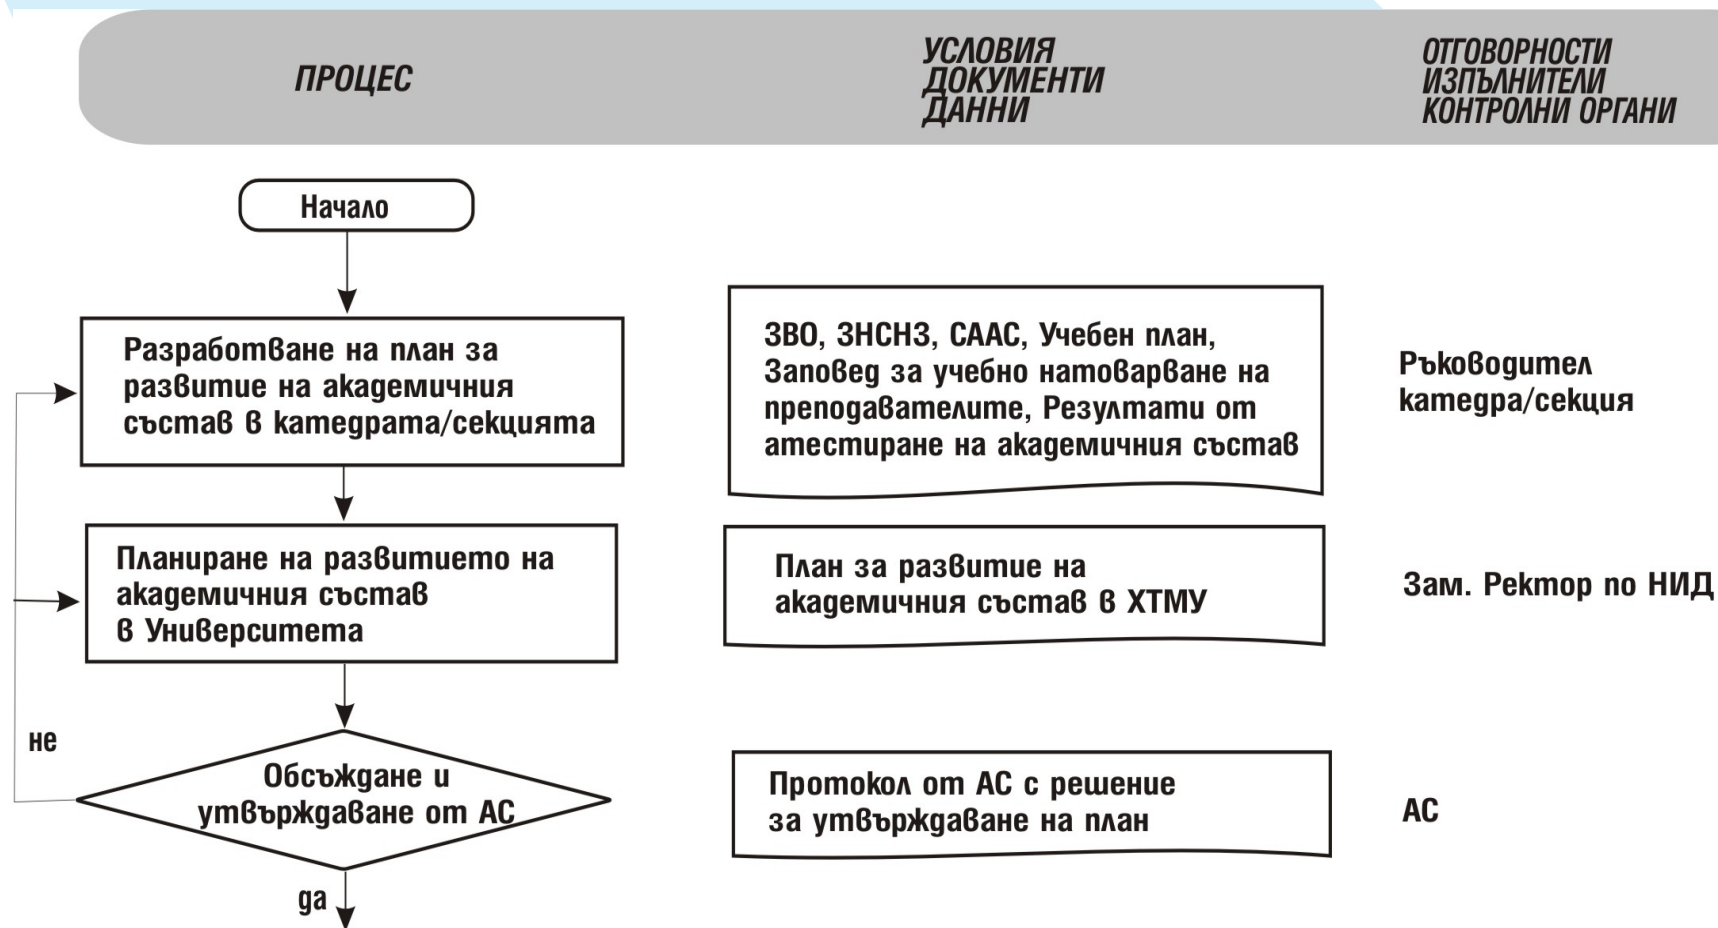 ПРОЦЕС
УСЛОВИЯ
ДОКУМЕНТИ
ДАННИ
ОТГОВОРНОСТИ
ИЗПЪЛНИТЕЛИ
КОНТРОЛНИ ОРГАНИ
Начало
Разработване на план за
развитие на академичния
състав в катедрата/секцията
ЗВО, ЗНСНЗ, СААС, Учебен план,
Заповед за учебно натоварване на
преподавателите, Резултати от
атестиране на академичния състав
Ръководител
катедра/секция
Планиране на развитието на
академичния състав
в Университета
План за развитие на
академичния състав в ХТМУ
Зам. Ректор по НИД
не
Обсъждане и
утвърждаване от АС
Протокол от АС с решение
за утвърждаване на план
АС
да